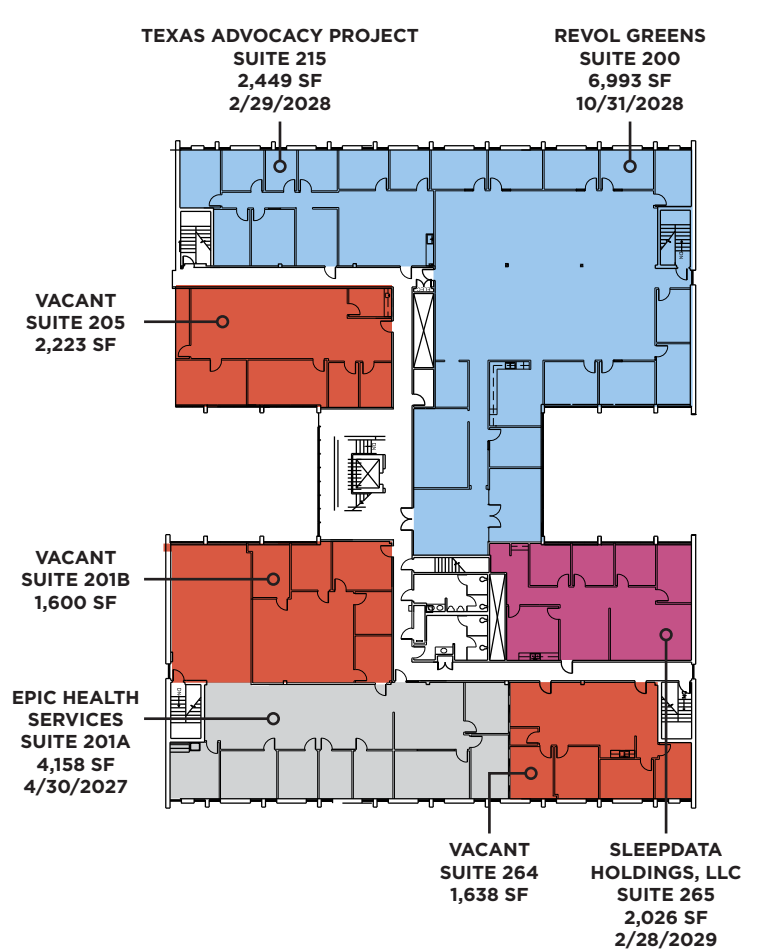 TEXAS ADVOCACY PROJECT
SUITE 215
2,449 SF
2/29/2028
REVOL GREENS
SUITE 200
6,993 SF
10/31/2028
VACANT
SUITE 205
2,223 SF
VACANT
SUITE 201B
1,600 SF
EPIC HEALTH
SERVICES
SUITE 201A
4,158 SF
4/30/2027
VACANT
SUITE 264
1,638 SF
SLEEPDATA
HOLDINGS, LLC
SUITE 265
2,026 SF
2/28/2029
DN
DN
DN